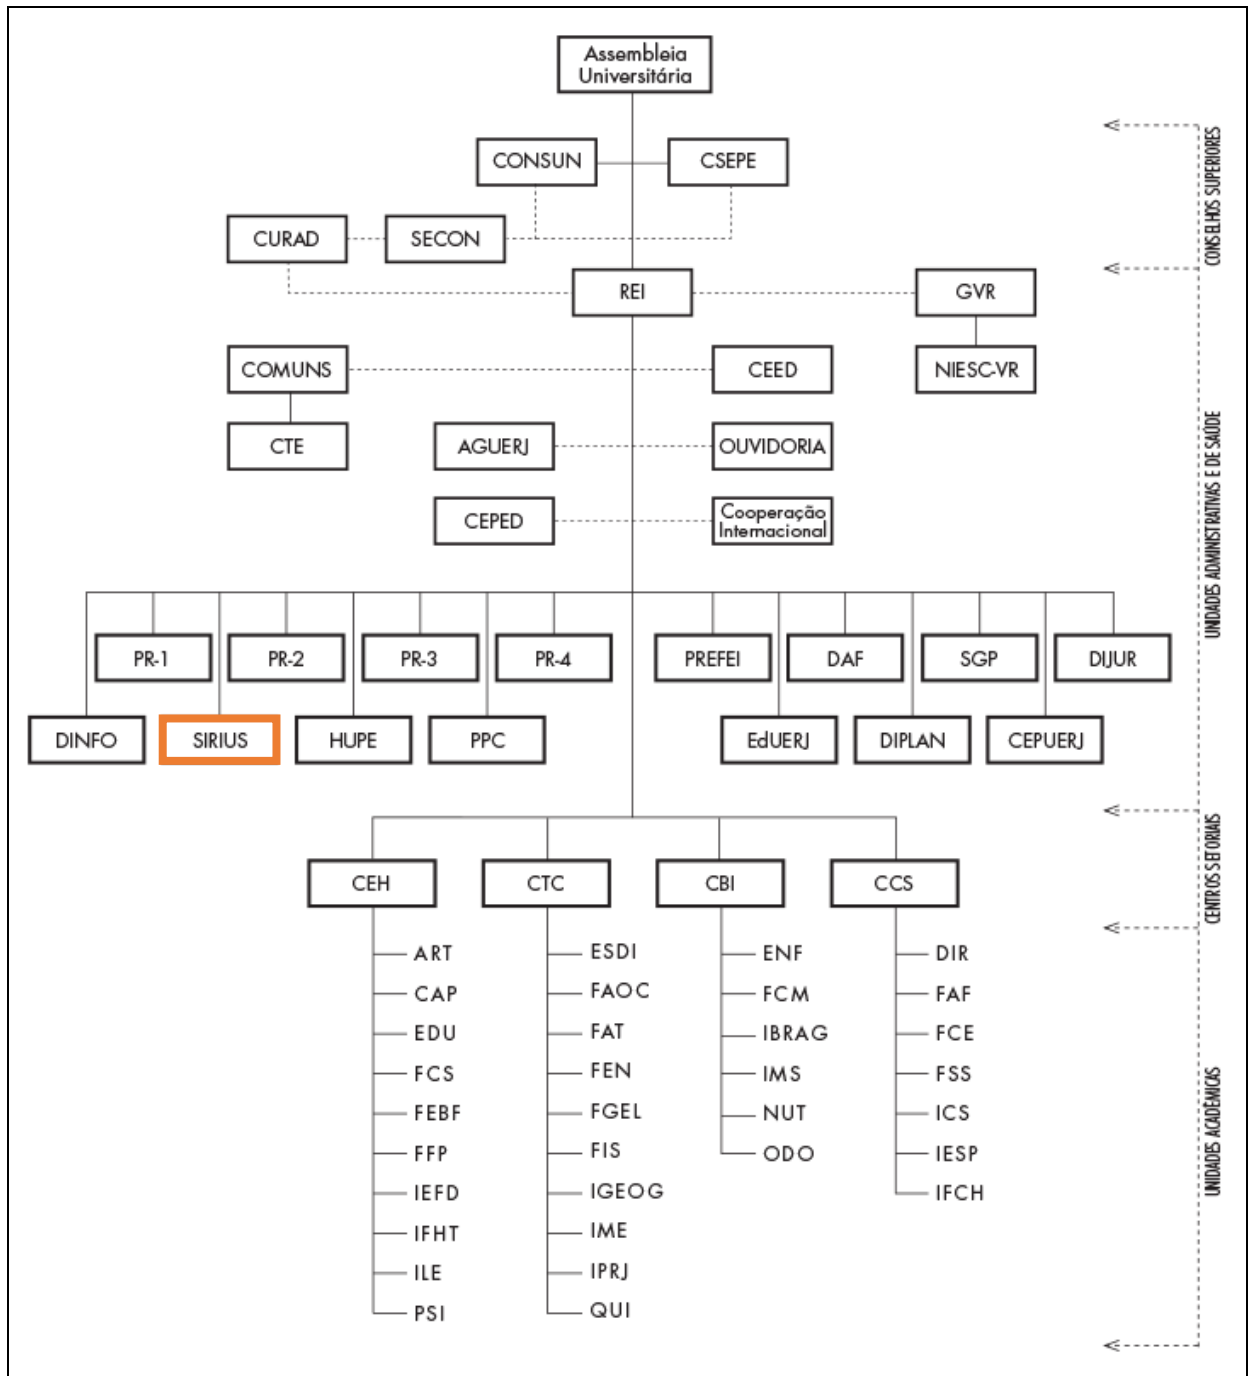 Assembleia
Universitária
CONSUN
CSEPE
CURAD
SECON
REI
GVR
COMUNS
CEED
NIESC-VR
CTE
AGUERJ
OUVIDORIA
CEPED
Cooperação
Internacional
PR-1
PR-2
PR-3
PR-4
PREFEI
DAF
SGP
DIJUR
DINFO
SIRIUS
HUPE
PPC
EdUERJ
DIPLAN
CEPUERJ
CEH
CTC
CBI
CCS
ART
CAP
EDU
FCS
FEBF
FFP
IEFD
IFHT
ILE
PSI
ESDI
FAOC
FAT
FEN
FGEL
FIS
IGEOG
IME
IPRJ
QUI
ENF
FCM
IBRAG
IMS
NUT
ODO
DIR
FAF
FCE
FSS
ICS
IESP
IFCH
CONSELHOS SUPERIORES
UNIDADES ADMINISTRATIVAS E DE SAÚDE
CENTROS SETORIAIS
UNIDADES ACADÊMICAS